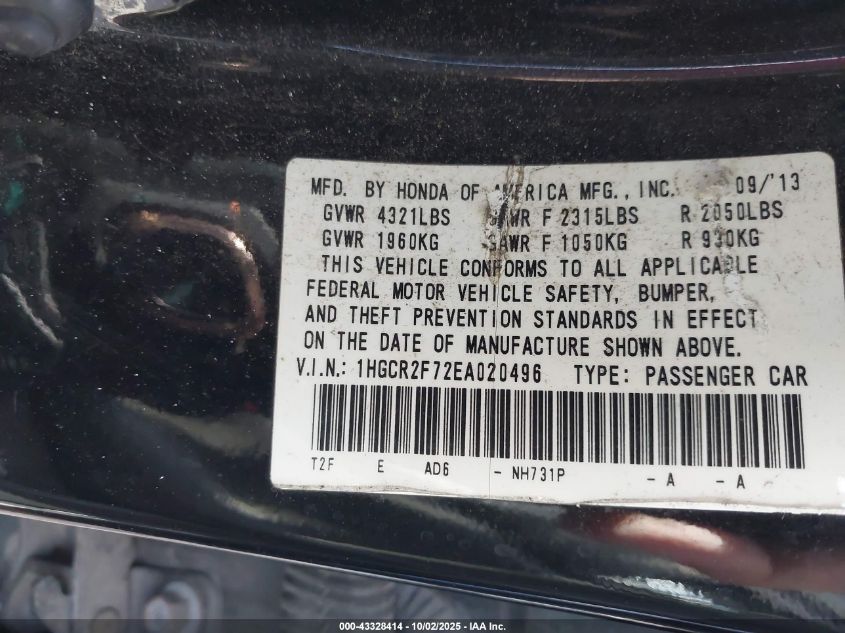 MFD. BY HONDA OF AMERICA MFG., INC. 09/'13
GVWR 4321LBS GAWR F 2315LBS R 2050LBS
GVWR 1960KG GAWR F 1050KG R 930KG
THIS VEHICLE CONFORMS TO ALL APPLICABLE
FEDERAL MOTOR VEHICLE SAFETY, BUMPER,
AND THEFT PREVENTION STANDARDS IN EFFECT
ON THE DATE OF MANUFACTURE SHOWN ABOVE.
V.I.N.: 1HGCR2F72EA020496 TYPE: PASSENGER CAR
T2F E AD6 - NH731P - A - A
000-43328414 - 10/02/2025 - IAA Inc.